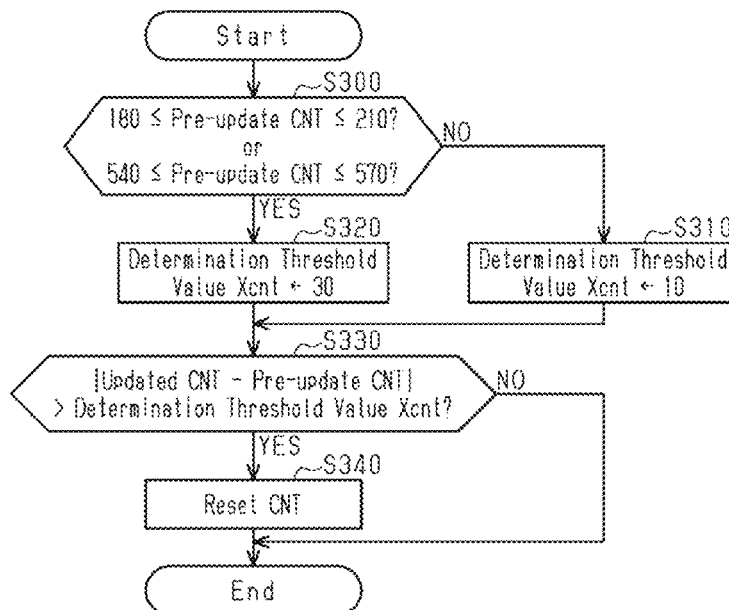 Start
S300
180 ≤ Pre-update CNT ≤ 210?
or
540 ≤ Pre-update CNT ≤ 570?
NO
YES
S320
S310
Determination Threshold
Value Xcnt ← 30
Determination Threshold
Value Xcnt ← 10
S330
|Updated CNT - Pre-update CNT|
> Determination Threshold Value Xcnt?
NO
YES
S340
Reset CNT
End